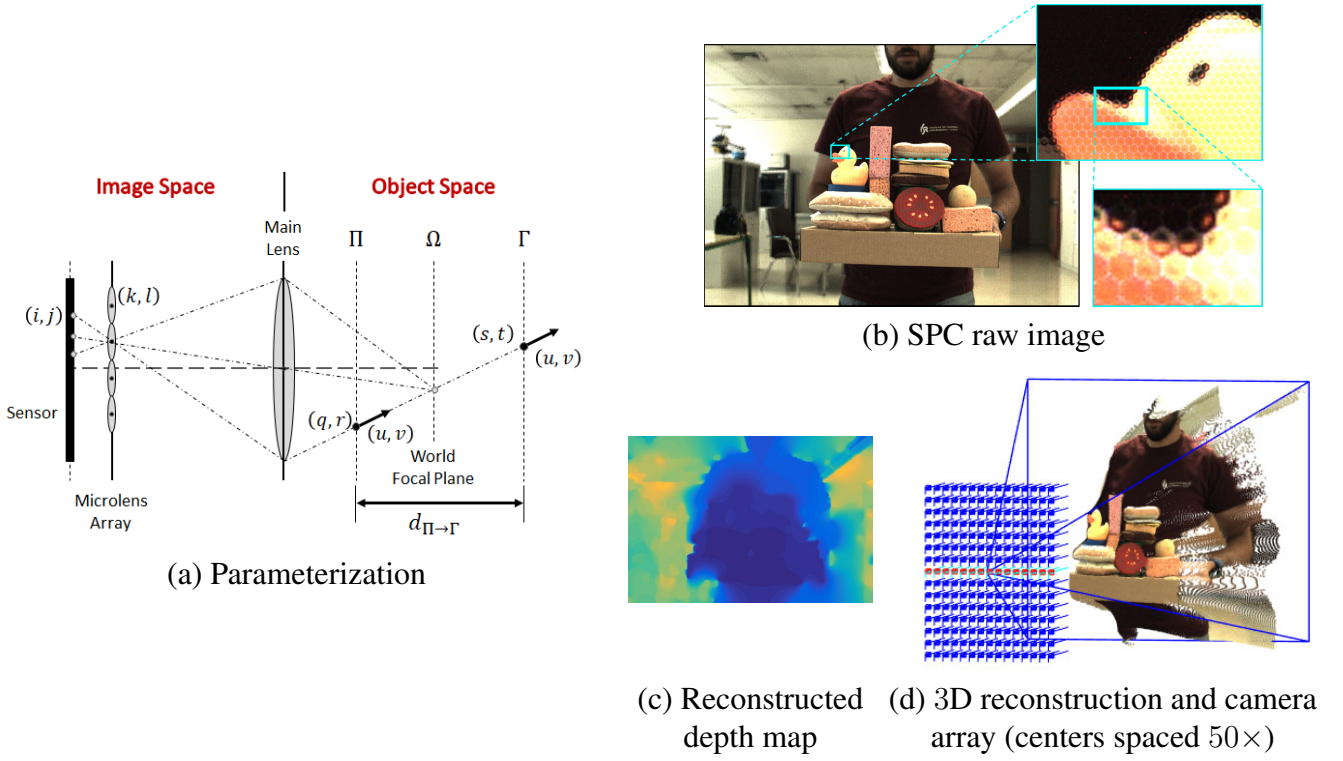 Image Space
Object Space
Main
Lens
Π
Ω
Γ
(k, l)
(i, j)
(s, t)
(u, v)
(q, r)
(u, v)
Sensor
World
Focal Plane
Microlens
Array
d_{Π→Γ}
(a) Parameterization
(b) SPC raw image
(c) Reconstructed
depth map
(d) 3D reconstruction and camera
array (centers spaced 50×)